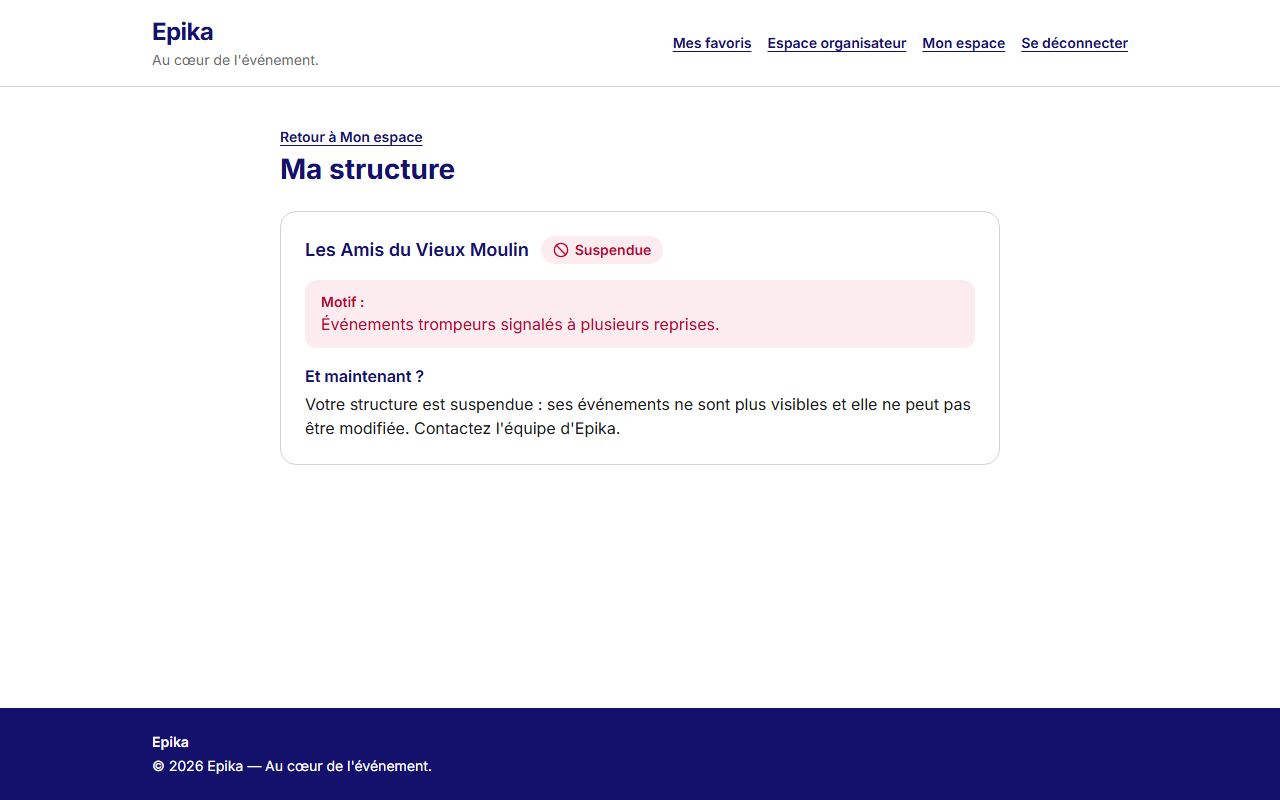 Epika
Au cœur de l'événement.
Mes favoris
Espace organisateur
Mon espace
Se déconnecter
Retour à Mon espace
Ma structure
Les Amis du Vieux Moulin
Suspendue
Motif :
Événements trompeurs signalés à plusieurs reprises.
Et maintenant ?
Votre structure est suspendue : ses événements ne sont plus visibles et elle ne peut pas
être modifiée. Contactez l'équipe d'Epika.
Epika
© 2026 Epika — Au cœur de l'événement.